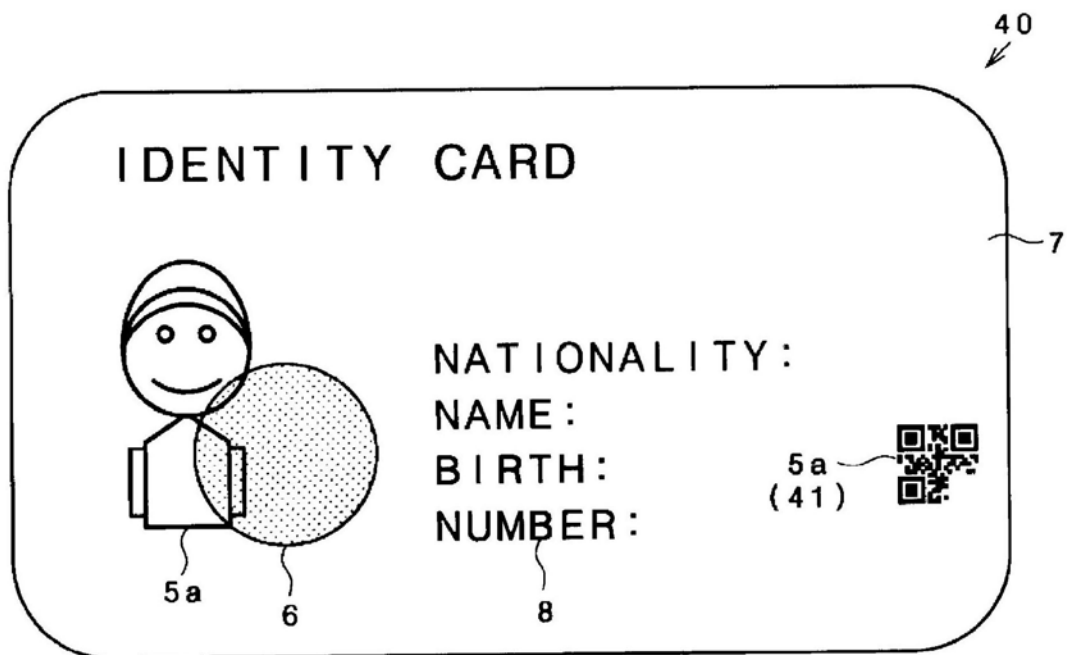 40
IDENTITY CARD
7
NATIONALITY:
NAME:
BIRTH:
5a
(41)
NUMBER:
5a
6
8